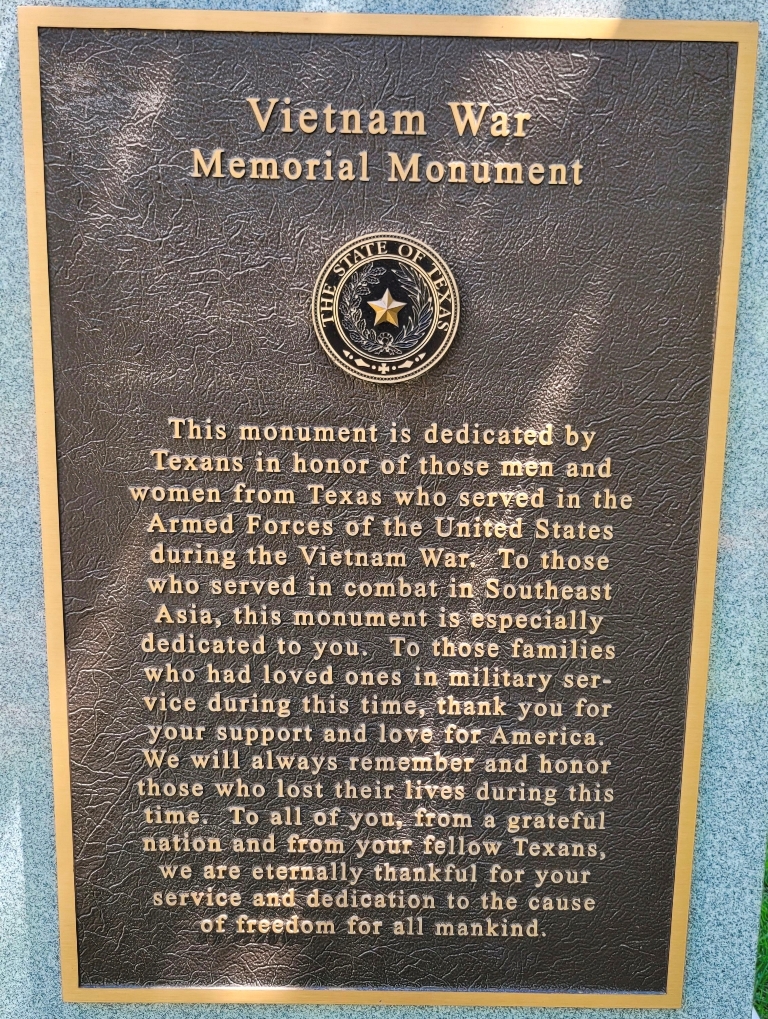 Vietnam War
Memorial Monument
THE STATE OF TEXAS
This monument is dedicated by
Texans in honor of those men and
women from Texas who served in the
Armed Forces of the United States
during the Vietnam War.  To those
who served in combat in Southeast
Asia, this monument is especially
dedicated to you.  To those families
who had loved ones in military ser-
vice during this time, thank you for
your support and love for America.
We will always remember and honor
those who lost their lives during this
time.  To all of you, from a grateful
nation and from your fellow Texans,
we are eternally thankful for your
service and dedication to the cause
of freedom for all mankind.